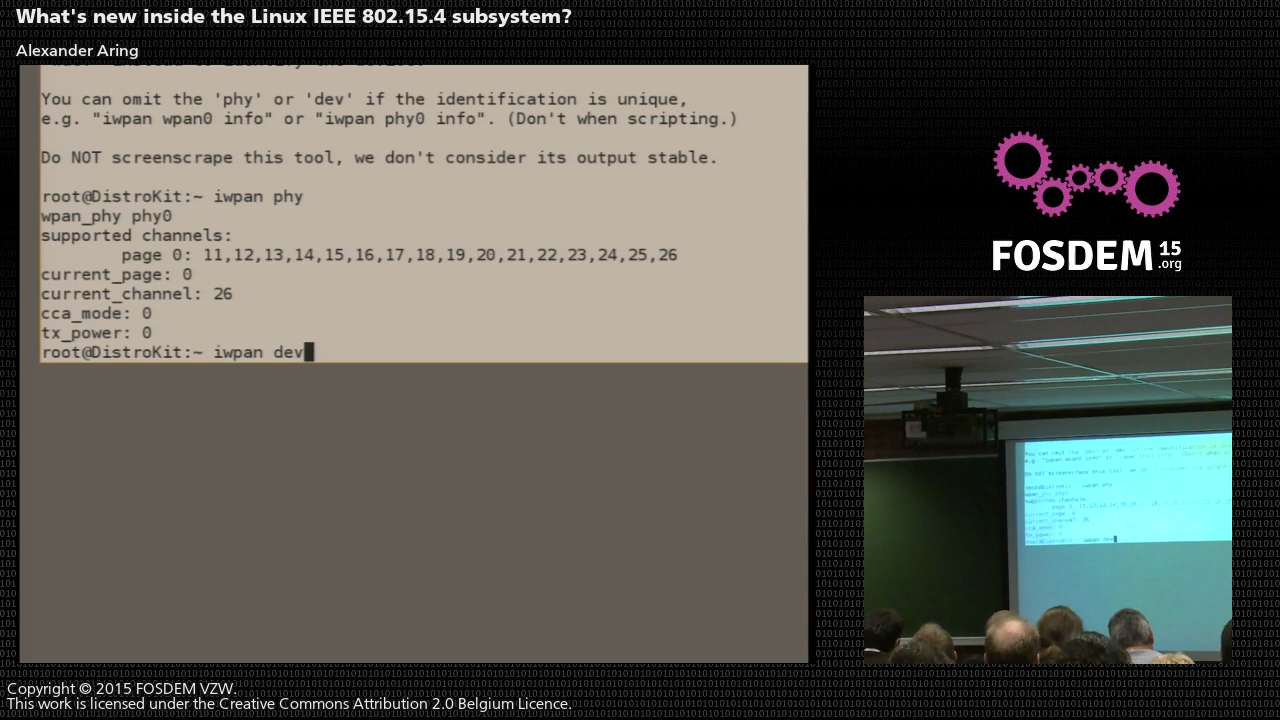 What's new inside the Linux IEEE 802.15.4 subsystem?
Alexander Aring
You can omit the 'phy' or 'dev' if the identification is unique,
e.g. "iwpan wpan0 info" or "iwpan phy0 info". (Don't when scripting.)
Do NOT screenscrape this tool, we don't consider its output stable.
root@DistroKit:~ iwpan phy
wpan_phy phy0
supported channels:
page 0: 11,12,13,14,15,16,17,18,19,20,21,22,23,24,25,26
current_page: 0
current_channel: 26
cca_mode: 0
tx_power: 0
root@DistroKit:~ iwpan dev
FOSDEM 15
.org
Copyright © 2015 FOSDEM VZW.
This work is licensed under the Creative Commons Attribution 2.0 Belgium Licence.